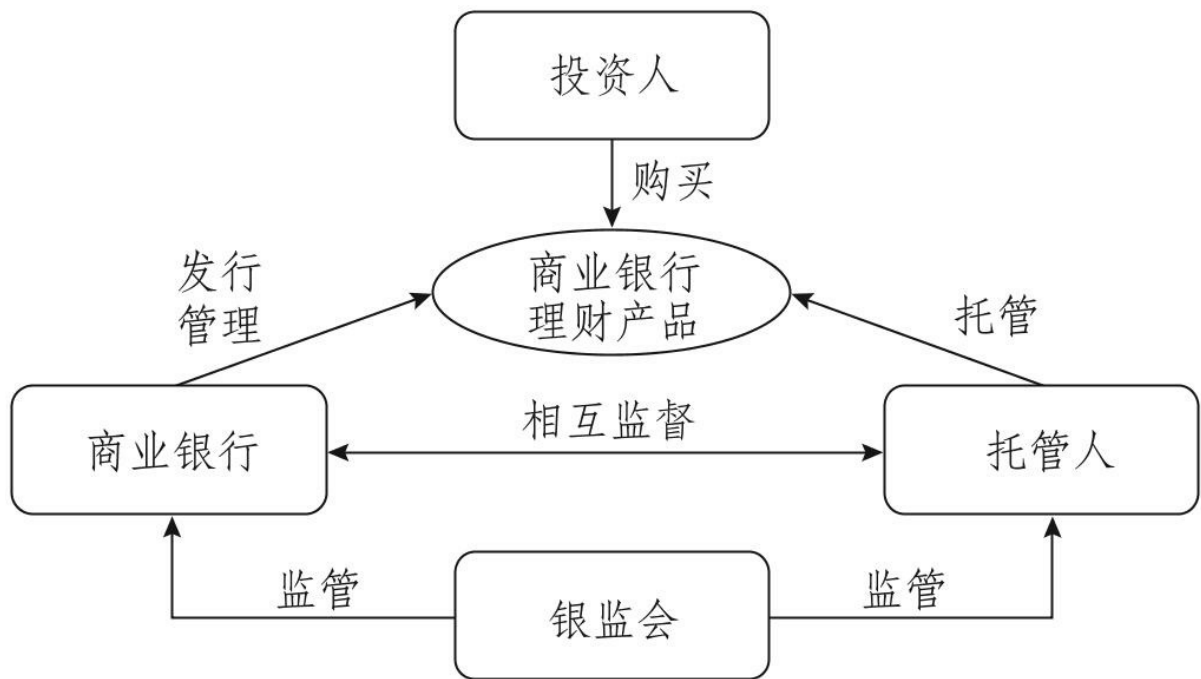 投资人
购买
发行
管理
商业银行
理财产品
托管
商业银行
相互监督
托管人
监管
银监会
监管